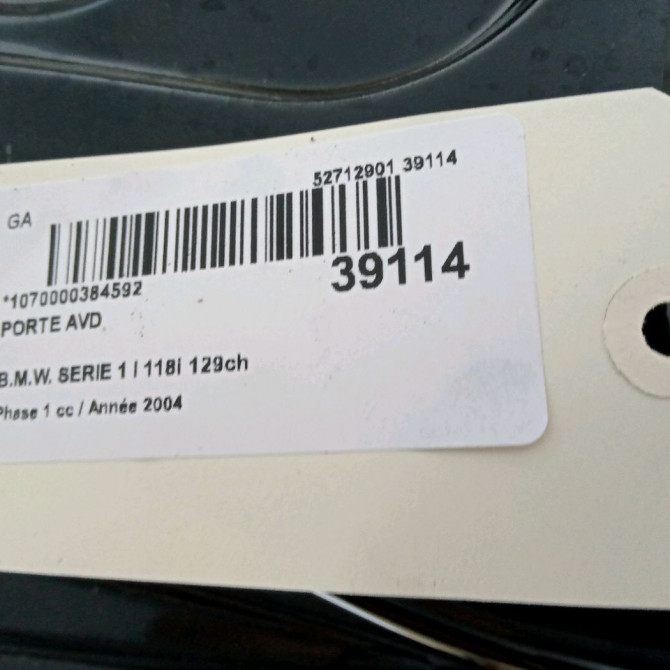 52712901 39114
GA
39114
*1070000384592
PORTE AVD
B.M.W. SERIE 1 I 118i 129ch
Phase 1 cc / Année 2004